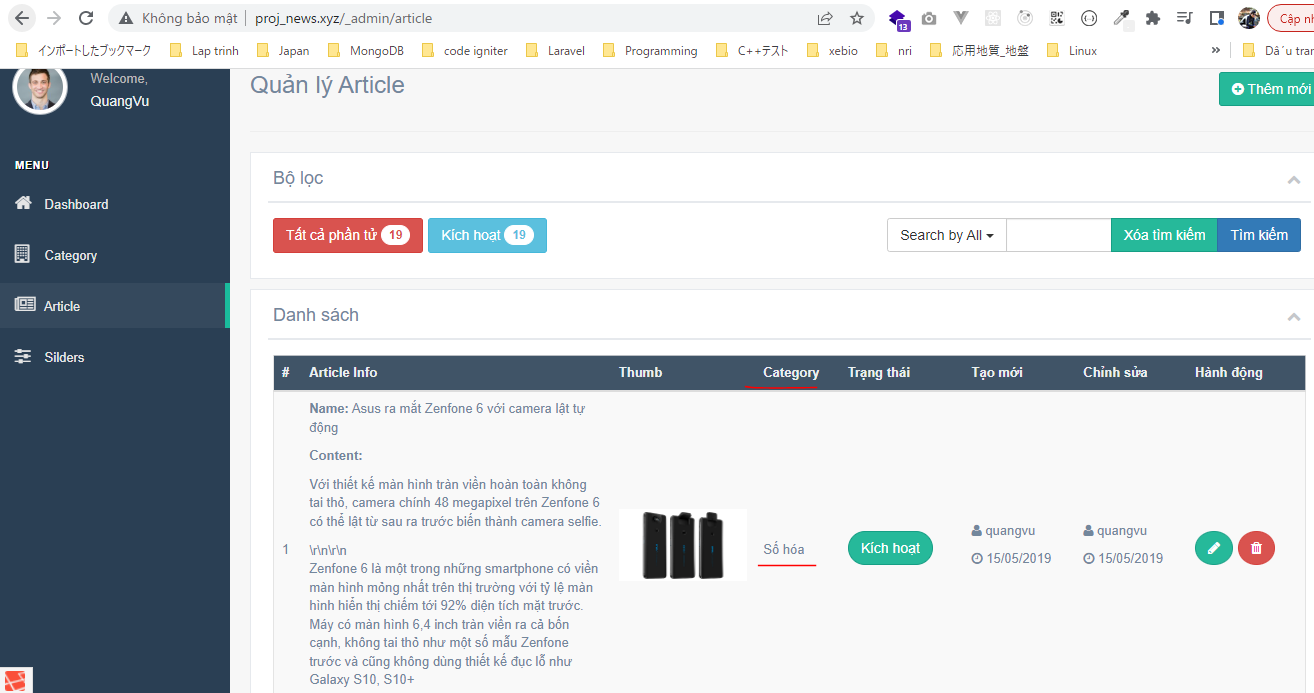 Không bảo mật proj_news.xyz/_admin/article 13 Cập nh
インポートしたブックマーク Lap trinh Japan MongoDB code igniter Laravel Programming C++テスト xebio nri 応用地質_地盤 Linux » Dấu tran
Welcome,
QuangVu
Quản lý Article
Thêm mới
MENU
Dashboard
Category
Article
Silders
Bộ lọc
Tất cả phần tử 19 Kích hoạt 19 Search by All Xóa tìm kiếm Tìm kiếm
Danh sách
# Article Info Thumb Category Trạng thái Tạo mới Chỉnh sửa Hành động
Name: Asus ra mắt Zenfone 6 với camera lật tự
động
Content:
Với thiết kế màn hình tràn viền hoàn toàn không
tai thỏ, camera chính 48 megapixel trên Zenfone 6
có thể lật từ sau ra trước biến thành camera selfie.
1 \r\n\r\n
Zenfone 6 là một trong những smartphone có viền
màn hình mỏng nhất trên thị trường với tỷ lệ màn
hình hiển thị chiếm tới 92% diện tích mặt trước.
Máy có màn hình 6,4 inch tràn viền ra cả bốn
cạnh, không tai thỏ như một số mẫu Zenfone
trước và cũng không dùng thiết kế đục lỗ như
Galaxy S10, S10+
Số hóa
Kích hoạt
quangvu
15/05/2019
quangvu
15/05/2019